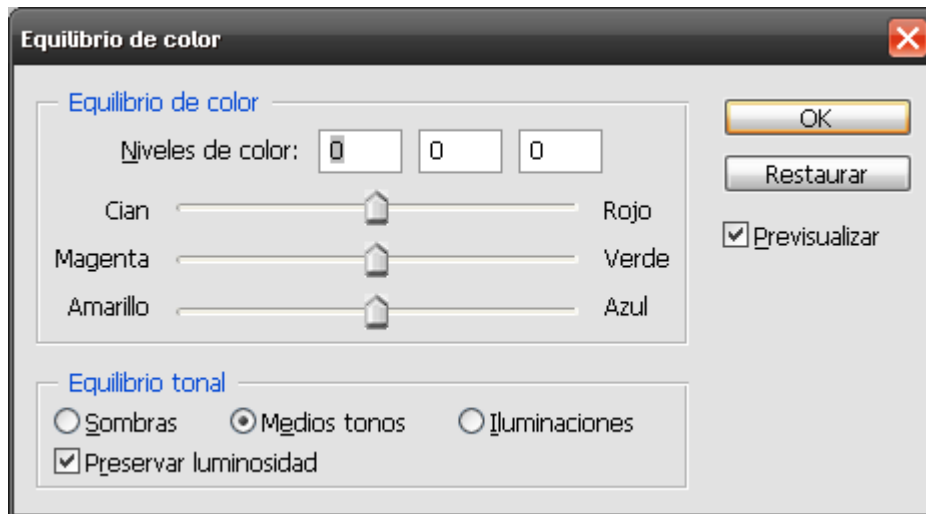 Equilibrio de color
Equilibrio de color
Niveles de color: 0 0 0
Cian Rojo
Magenta Verde
Amarillo Azul
OK
Restaurar
Previsualizar
Equilibrio tonal
Sombras Medios tonos Iluminaciones
Preservar luminosidad